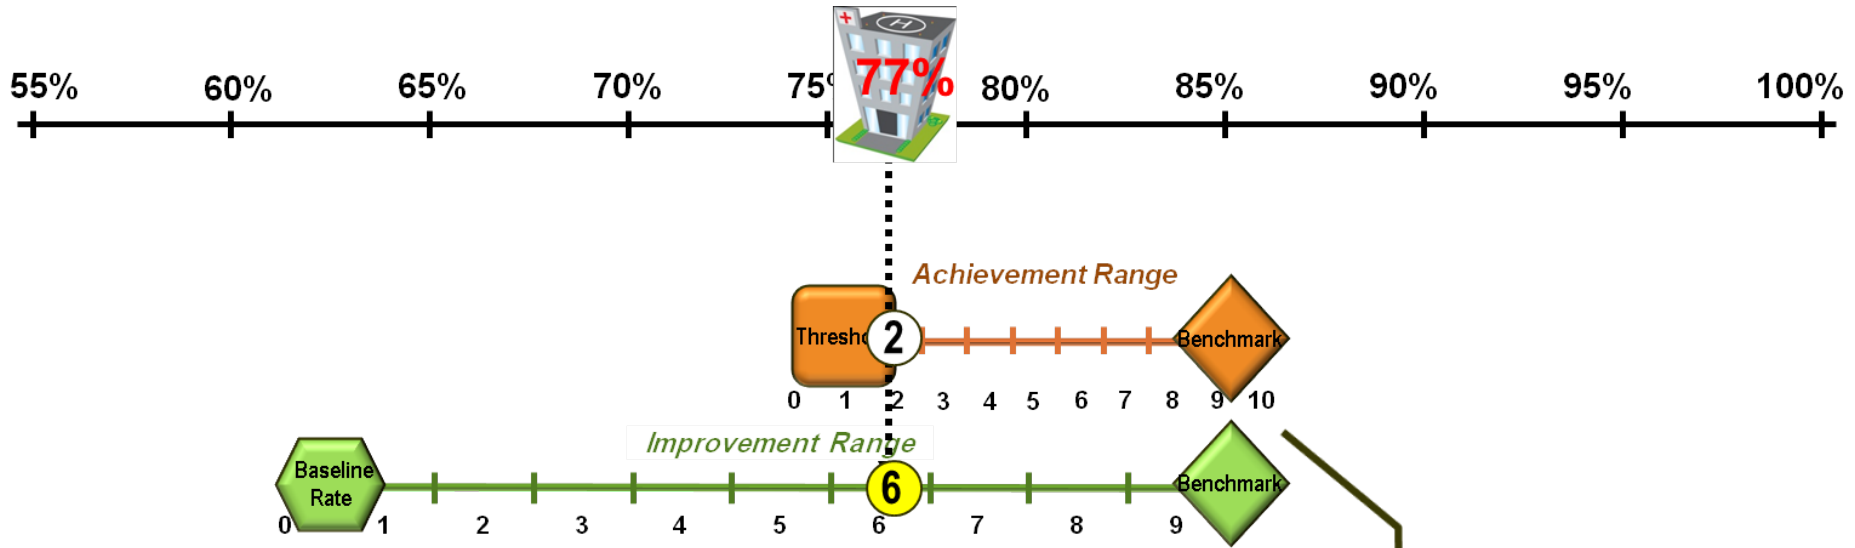 H
55% 60% 65% 70% 75% 77% 80% 85% 90% 95% 100%
Achievement Range
Thresho 2 Benchmark
0 1 2 3 4 5 6 7 8 9 10
Improvement Range
Baseline
Rate
6 Benchmark
0 1 2 3 4 5 6 7 8 9